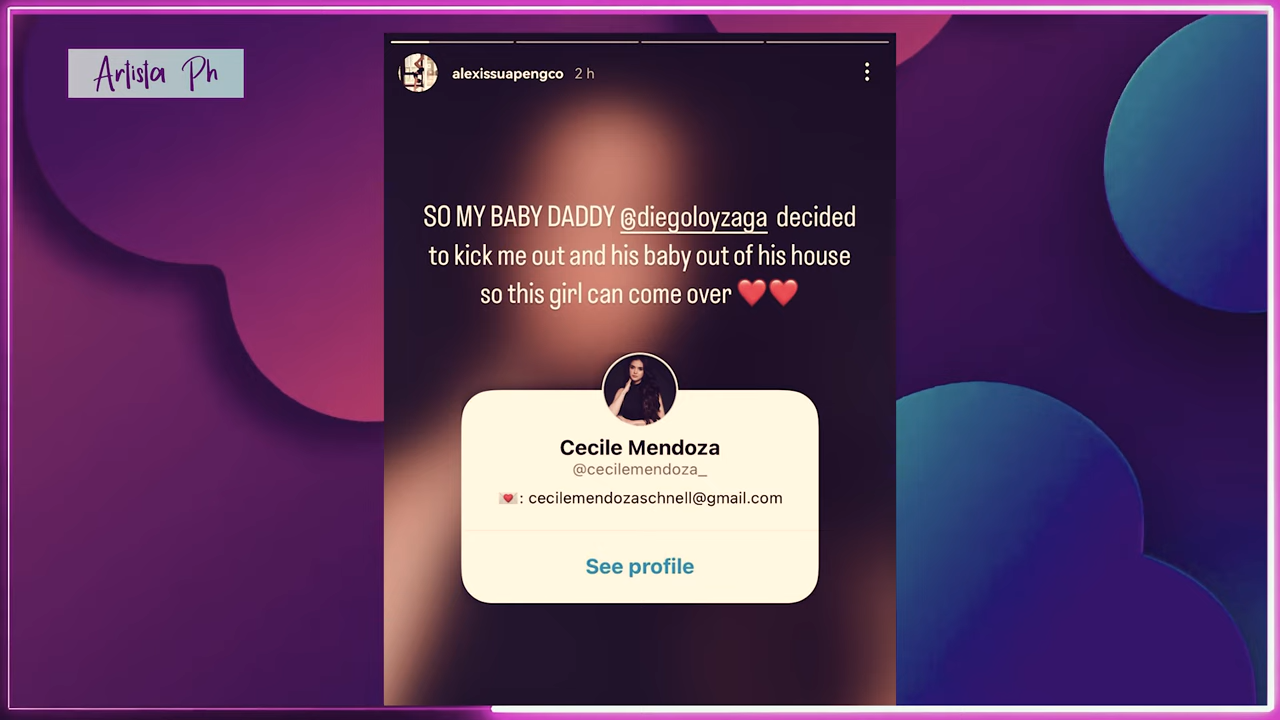 Artista Ph
alexissuapengco 2 h
SO MY BABY DADDY @diegoloyzaga decided
to kick me out and his baby out of his house
so this girl can come over ❤️❤️
Cecile Mendoza
@cecilemendoza_
💌: cecilemendozaschnell@gmail.com
See profile